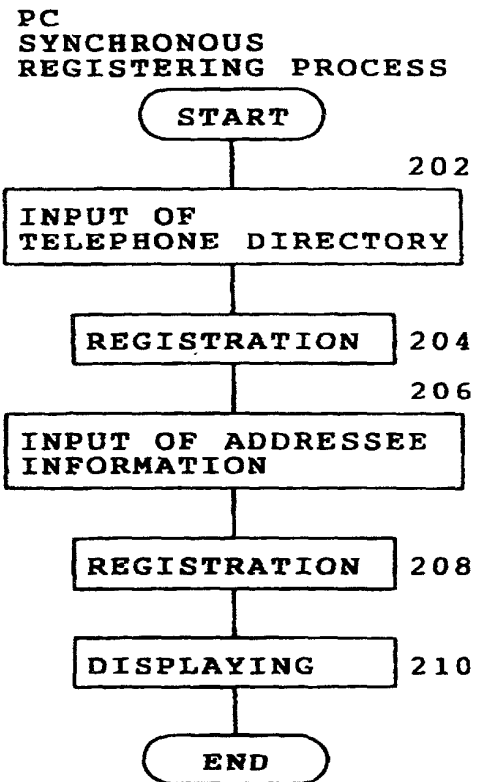 PC
SYNCHRONOUS
REGISTERING PROCESS
START
202
INPUT OF
TELEPHONE DIRECTORY
REGISTRATION 204
206
INPUT OF ADDRESSEE
INFORMATION
REGISTRATION 208
DISPLAYING 210
END